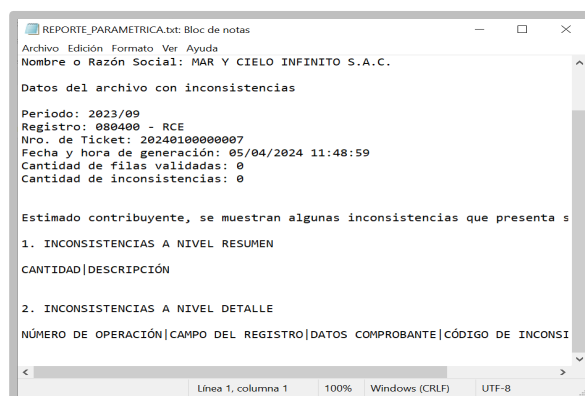 REPORTE_PARAMETRICA.txt: Bloc de notas
Archivo Edición Formato Ver Ayuda
Nombre o Razón Social: MAR Y CIELO INFINITO S.A.C.
Datos del archivo con inconsistencias
Periodo: 2023/09
Registro: 080400 - RCE
Nro. de Ticket: 20240100000007
Fecha y hora de generación: 05/04/2024 11:48:59
Cantidad de filas validadas: 0
Cantidad de inconsistencias: 0
Estimado contribuyente, se muestran algunas inconsistencias que presenta s
1. INCONSISTENCIAS A NIVEL RESUMEN
CANTIDAD|DESCRIPCIÓN
2. INCONSISTENCIAS A NIVEL DETALLE
NÚMERO DE OPERACIÓN|CAMPO DEL REGISTRO|DATOS COMPROBANTE|CÓDIGO DE INCONSI
Línea 1, columna 1 100% Windows (CRLF) UTF-8